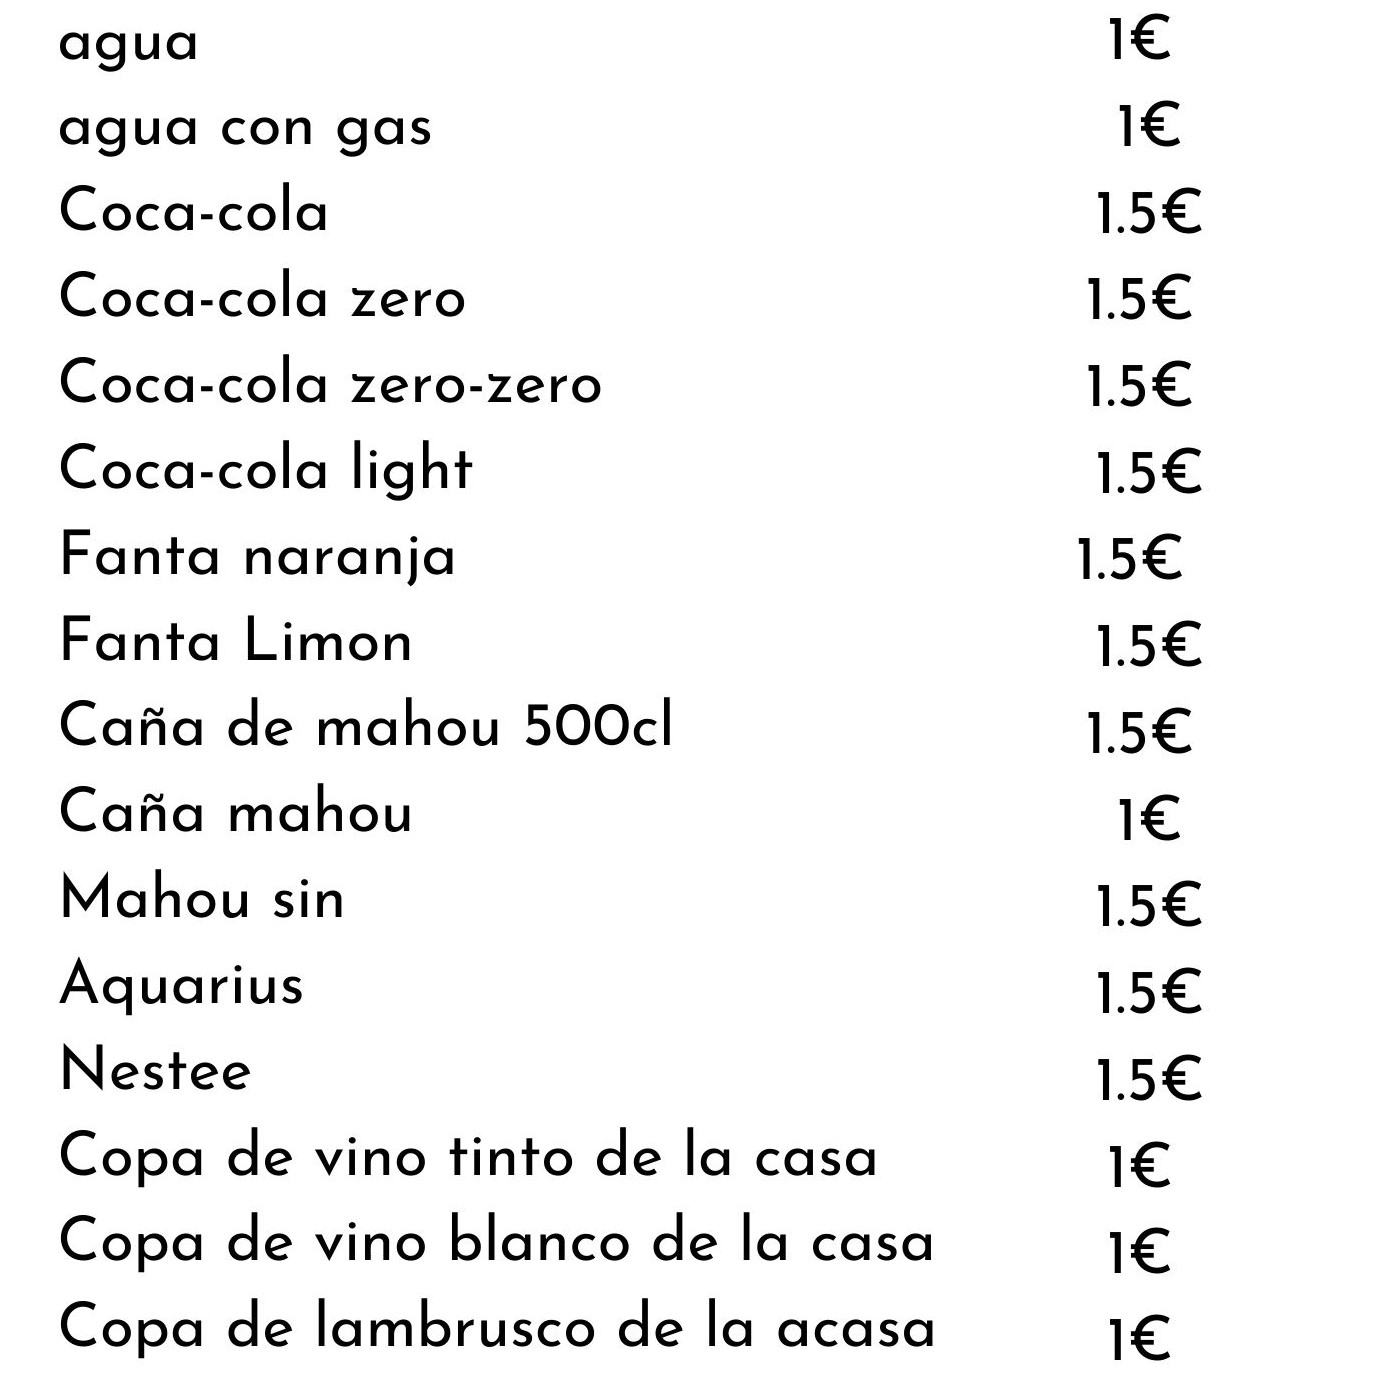 agua 1€
agua con gas 1€
Coca-cola 1.5€
Coca-cola zero 1.5€
Coca-cola zero-zero 1.5€
Coca-cola light 1.5€
Fanta naranja 1.5€
Fanta Limon 1.5€
Caña de mahou 500cl 1.5€
Caña mahou 1€
Mahou sin 1.5€
Aquarius 1.5€
Nestee 1.5€
Copa de vino tinto de la casa 1€
Copa de vino blanco de la casa 1€
Copa de lambrusco de la acasa 1€